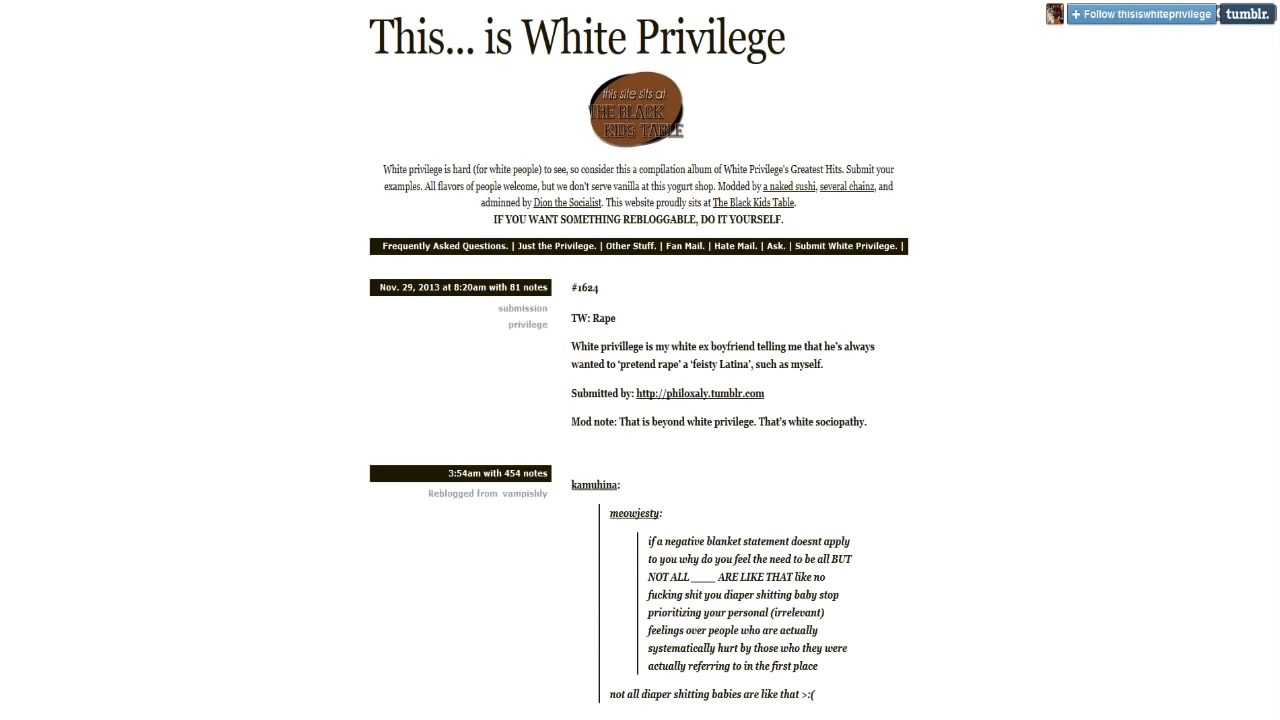 This... is White Privilege
+ Follow thisiswhiteprivilege
tumblr.
this site sits at
THE BLACK
KIDS TABLE
White privilege is hard (for white people) to see, so consider this a compilation album of White Privilege's Greatest Hits. Submit your
examples. All flavors of people welcome, but we don't serve vanilla at this yogurt shop. Modded by a naked sushi, several chainz, and
adminned by Dion the Socialist. This website proudly sits at The Black Kids Table.
IF YOU WANT SOMETHING REBLOGGABLE, DO IT YOURSELF.
Frequently Asked Questions. | Just the Privilege. | Other Stuff. | Fan Mail. | Hate Mail. | Ask. | Submit White Privilege. |
Nov. 29, 2013 at 8:20am with 81 notes
submission
privilege
#1624
TW: Rape
White privillege is my white ex boyfriend telling me that he's always
wanted to 'pretend rape' a 'feisty Latina', such as myself.
Submitted by: http://philoxaly.tumblr.com
Mod note: That is beyond white privilege. That's white sociopathy.
3:54am with 454 notes
Reblogged from vampishly
kamuhina:
meowjesty:
if a negative blanket statement doesnt apply
to you why do you feel the need to be all BUT
NOT ALL ____ ARE LIKE THAT like no
fucking shit you diaper shitting baby stop
prioritizing your personal (irrelevant)
feelings over people who are actually
systematically hurt by those who they were
actually referring to in the first place
not all diaper shitting babies are like that >:(